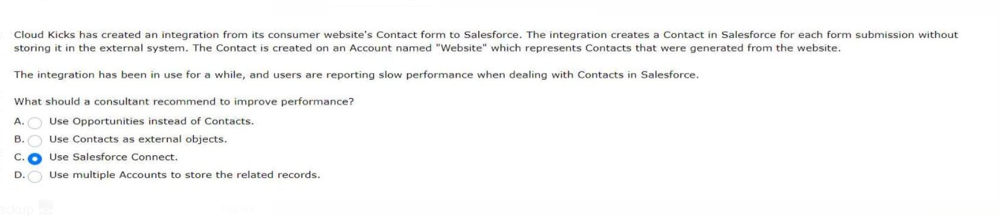 Cloud Kicks has created an integration from its consumer website's Contact form to Salesforce. The integration creates a Contact in Salesforce for each form submission without
storing it in the external system. The Contact is created on an Account named "Website" which represents Contacts that were generated from the website.
The integration has been in use for a while, and users are reporting slow performance when dealing with Contacts in Salesforce.
What should a consultant recommend to improve performance?
A. Use Opportunities instead of Contacts.
B. Use Contacts as external objects.
C. Use Salesforce Connect.
D. Use multiple Accounts to store the related records.
ackup